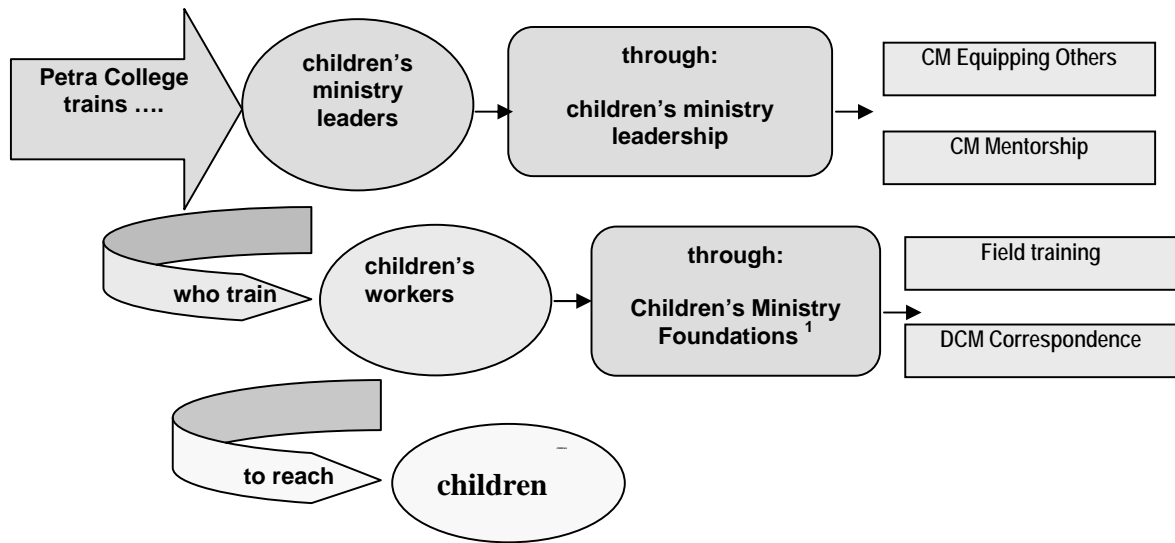 Petra College
trains ....
children’s
ministry
leaders
through:
children’s ministry
leadership
CM Equipping Others
CM Mentorship
who train
children’s
workers
through:
Children’s Ministry
Foundations 1
Field training
DCM Correspondence
to reach
children